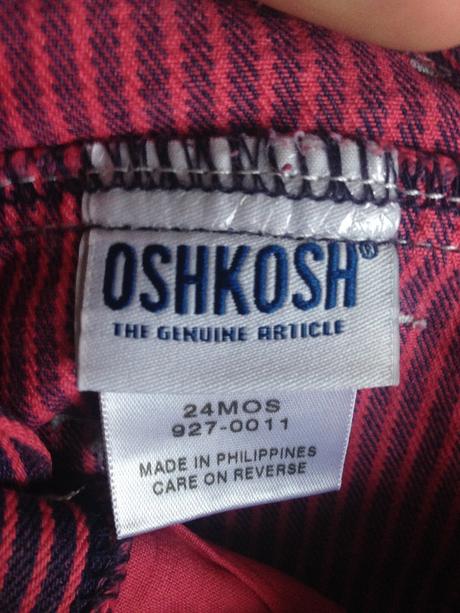 OSHKOSH®
THE GENUINE ARTICLE
24MOS
927-0011
MADE IN PHILIPPINES
CARE ON REVERSE